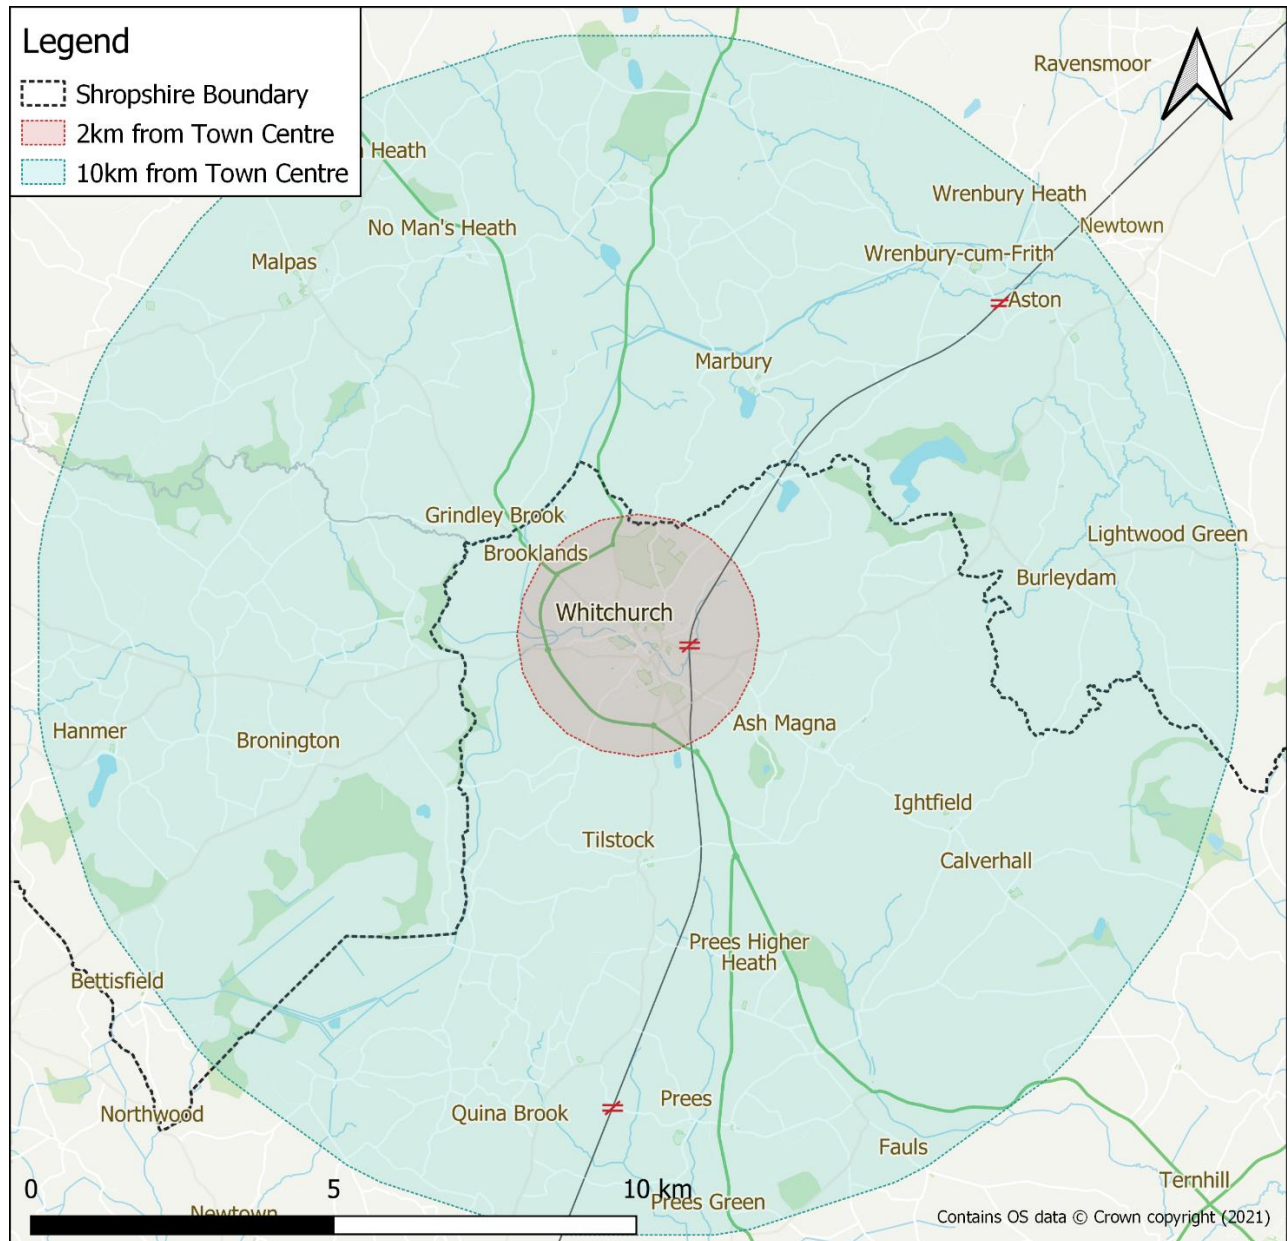 Legend
Shropshire Boundary
2km from Town Centre
10km from Town Centre
Ravensmoor
Heath
No Man's Heath
Wrenbury Heath
Newtown
Malpas
Wrenbury-cum-Frith
Aston
Marbury
Grindley Brook
Lightwood Green
Brooklands
Burleydam
Whitchurch
Hanmer
Bronington
Ash Magna
Ightfield
Tilstock
Calverhall
Prees Higher
Heath
Bettisfield
Northwood
Quina Brook
Prees
Fauls
Ternhill
0 5 10 km
Prees Green
Newtown
Contains OS data © Crown copyright (2021)